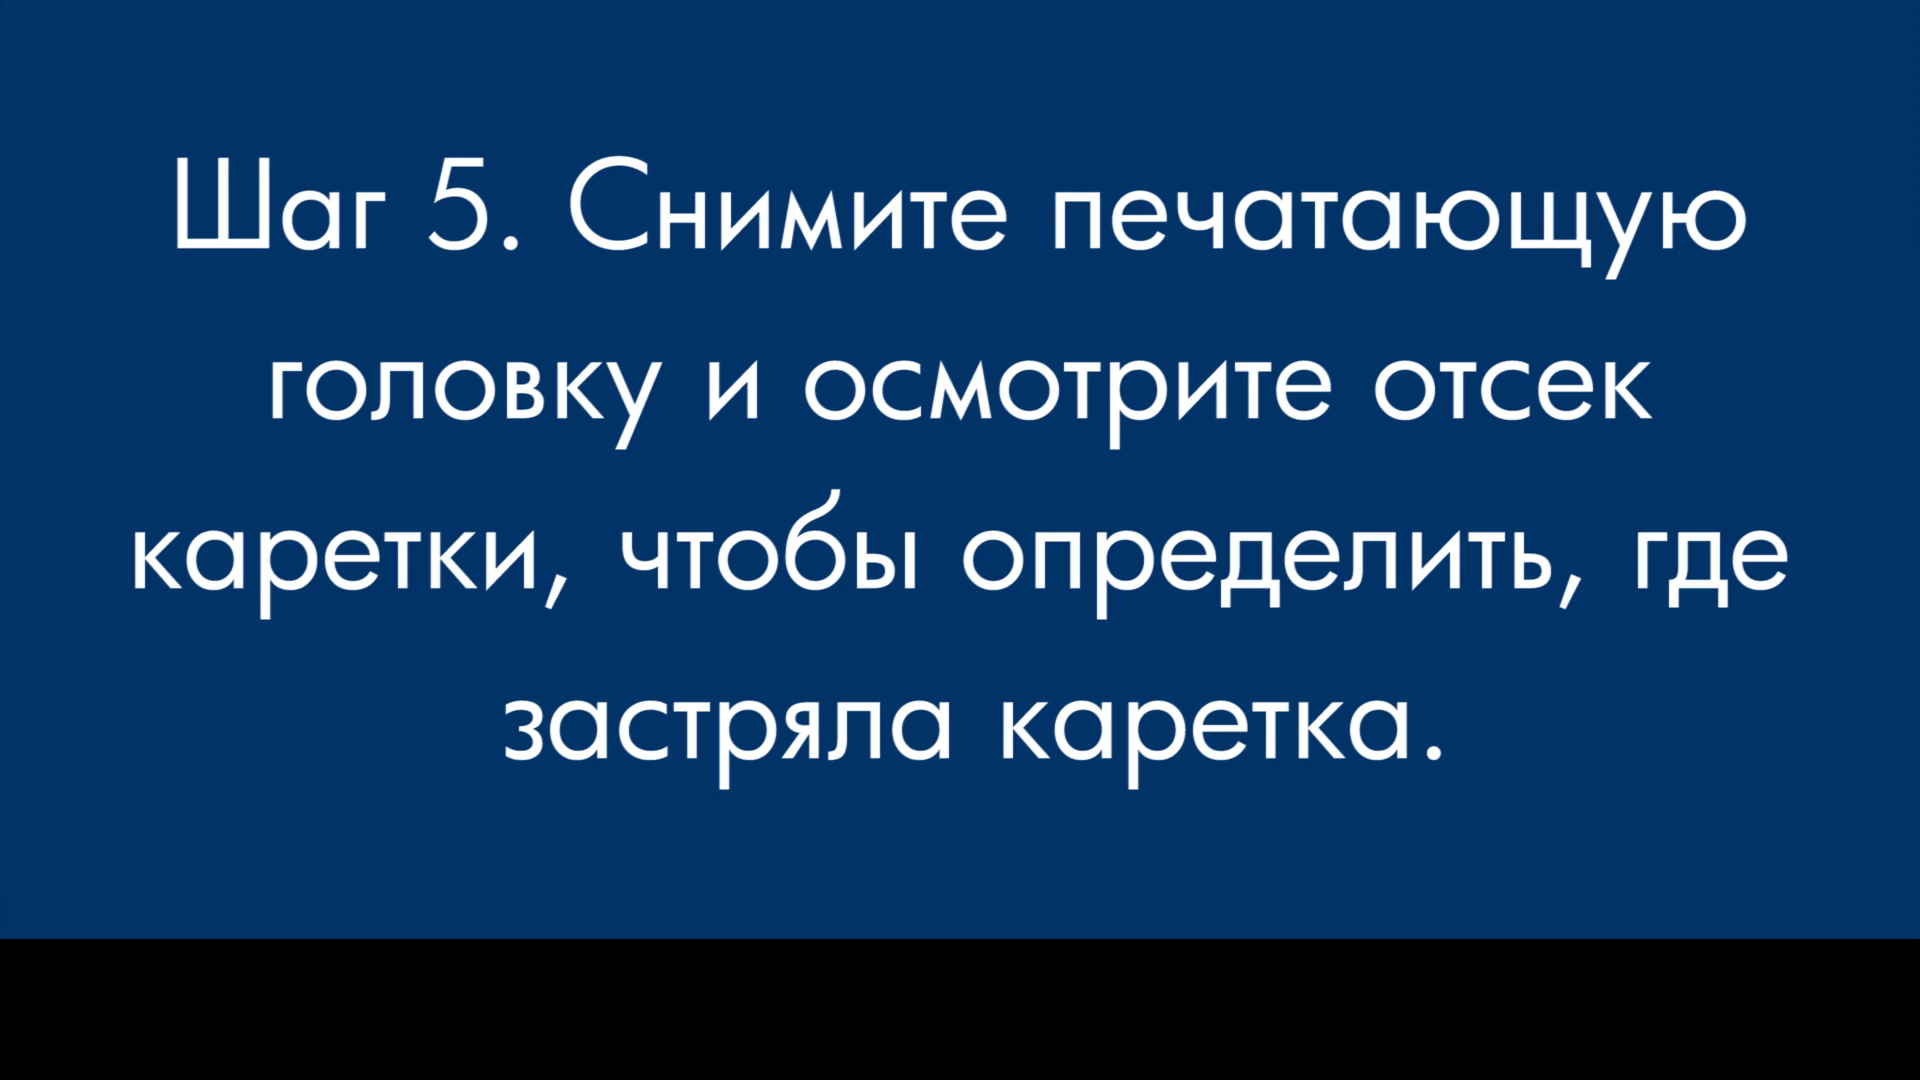 Шаг 5. Снимите печатающую
головку и осмотрите отсек
каретки, чтобы определить, где
застряла каретка.